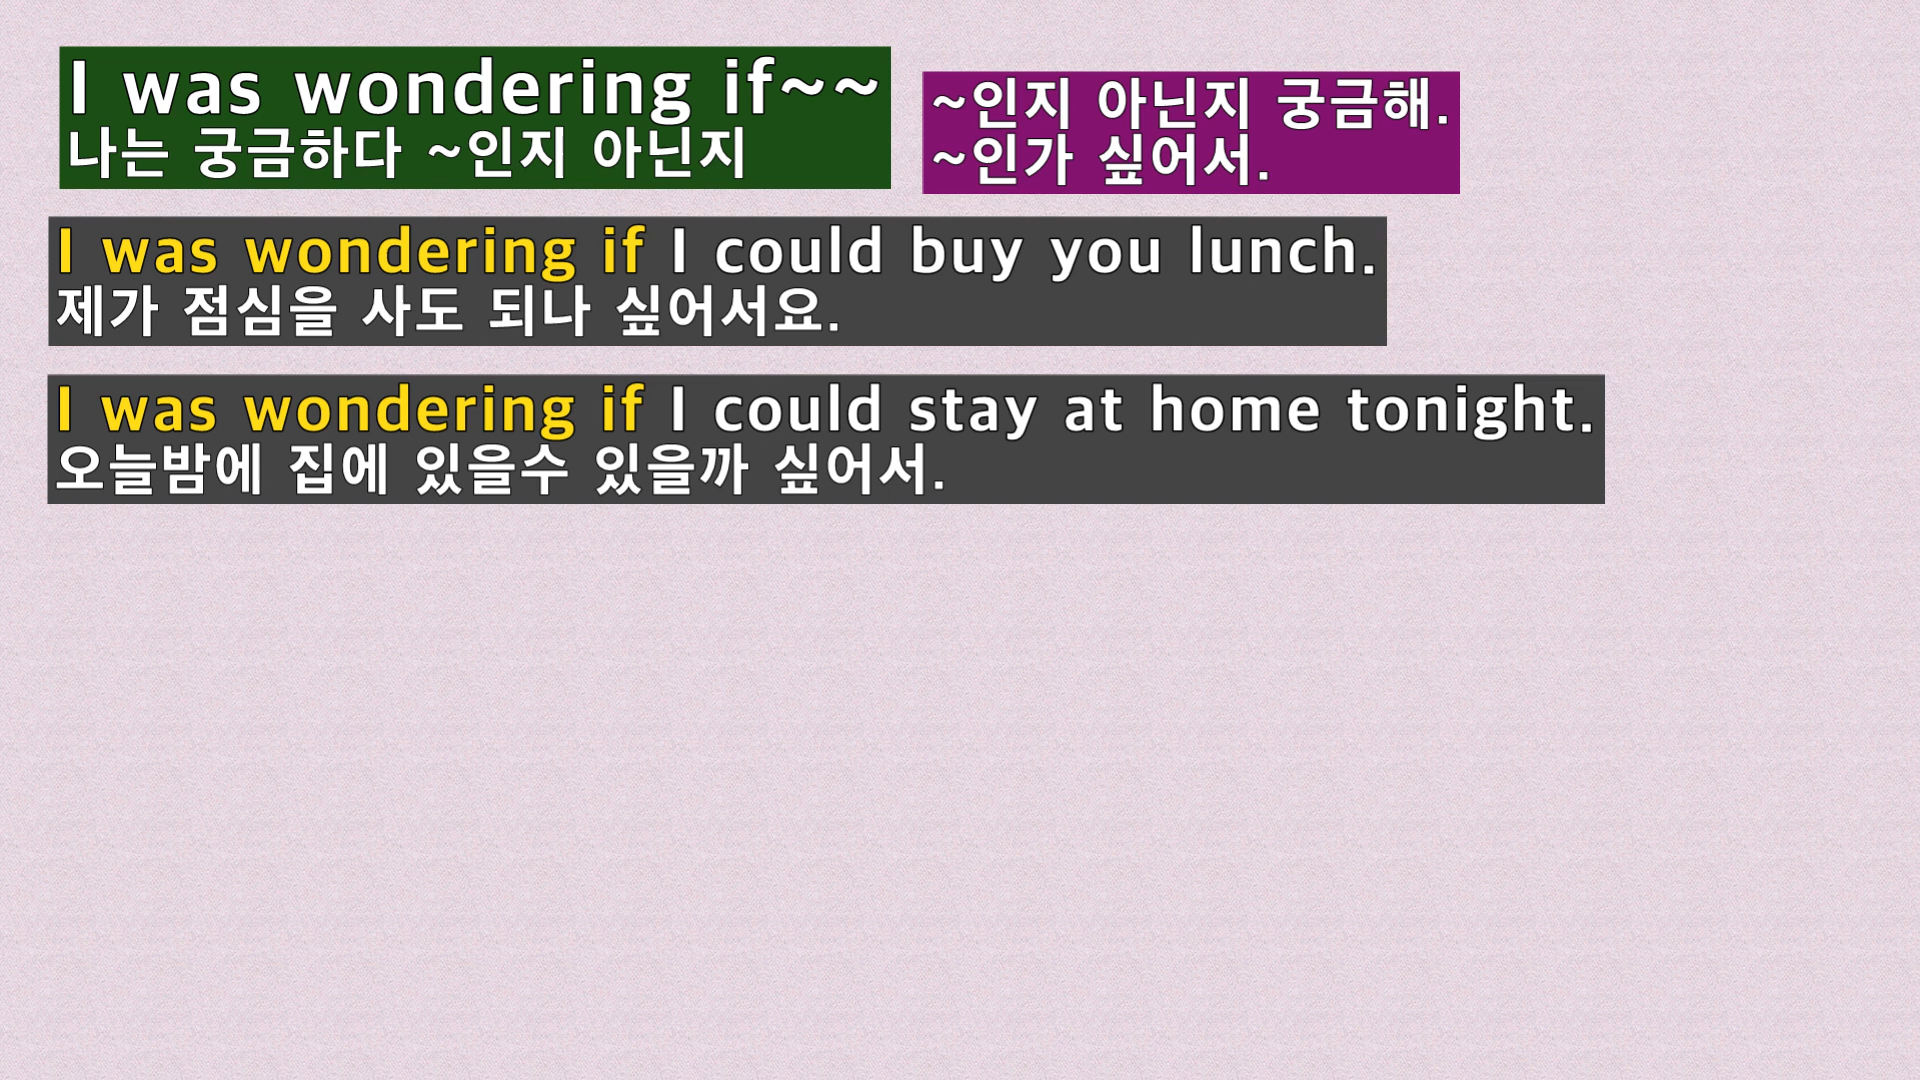 I was wondering if~~
나는 궁금하다 ~인지 아닌지
~인지 아닌지 궁금해.
~인가 싶어서.
I was wondering if I could buy you lunch.
제가 점심을 사도 되나 싶어서요.
I was wondering if I could stay at home tonight.
오늘밤에 집에 있을수 있을까 싶어서.